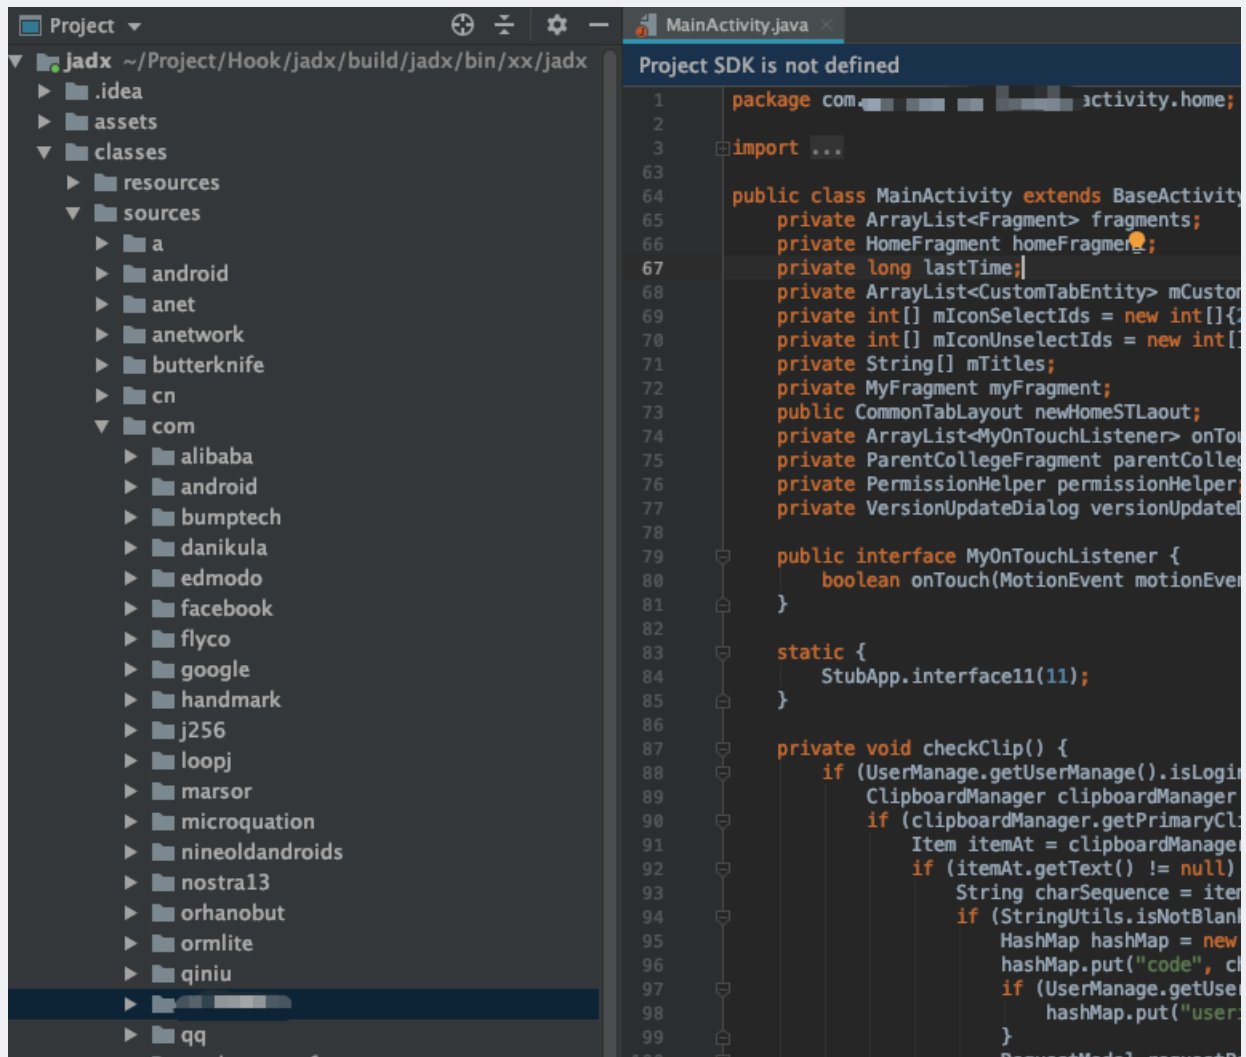 Project
jadx ~/Project/Hook/jadx/build/jadx/bin/xx/jadx
.idea
assets
classes
resources
sources
a
android
anet
anetwork
butterknife
cn
com
alibaba
android
bumptech
danikula
edmodo
facebook
flyco
google
handmark
j256
loopj
marsor
microquation
nineoldandroids
nostra13
orhanobut
ormlite
qiniu
qq
MainActivity.java
Project SDK is not defined
1 package com. activity.home;
2
3 import ...
63
64 public class MainActivity extends BaseActivity
65 private ArrayList<Fragment> fragments;
66 private HomeFragment homeFragment;
67 private long lastTime;
68 private ArrayList<CustomTabEntity> mCustom
69 private int[] mIconSelectIds = new int[]{2
70 private int[] mIconUnselectIds = new int[]
71 private String[] mTitles;
72 private MyFragment myFragment;
73 public CommonTabLayout newHomeSTLaout;
74 private ArrayList<MyOnTouchListener> onTou
75 private ParentCollegeFragment parentColleg
76 private PermissionHelper permissionHelper;
77 private VersionUpdateDialog versionUpdateD
78
79 public interface MyOnTouchListener {
80 boolean onTouch(MotionEvent motionEven
81 }
82
83 static {
84 StubApp.interface11(11);
85 }
86
87 private void checkClip() {
88 if (UserManage.getUserManage().isLogin
89 ClipboardManager clipboardManager
90 if (clipboardManager.getPrimaryCli
91 Item itemAt = clipboardManager
92 if (itemAt.getText() != null)
93 String charSequence = item
94 if (StringUtils.isNotBlank
95 HashMap hashMap = new
96 hashMap.put("code", ch
97 if (UserManage.getUser
98 hashMap.put("useri
99 }